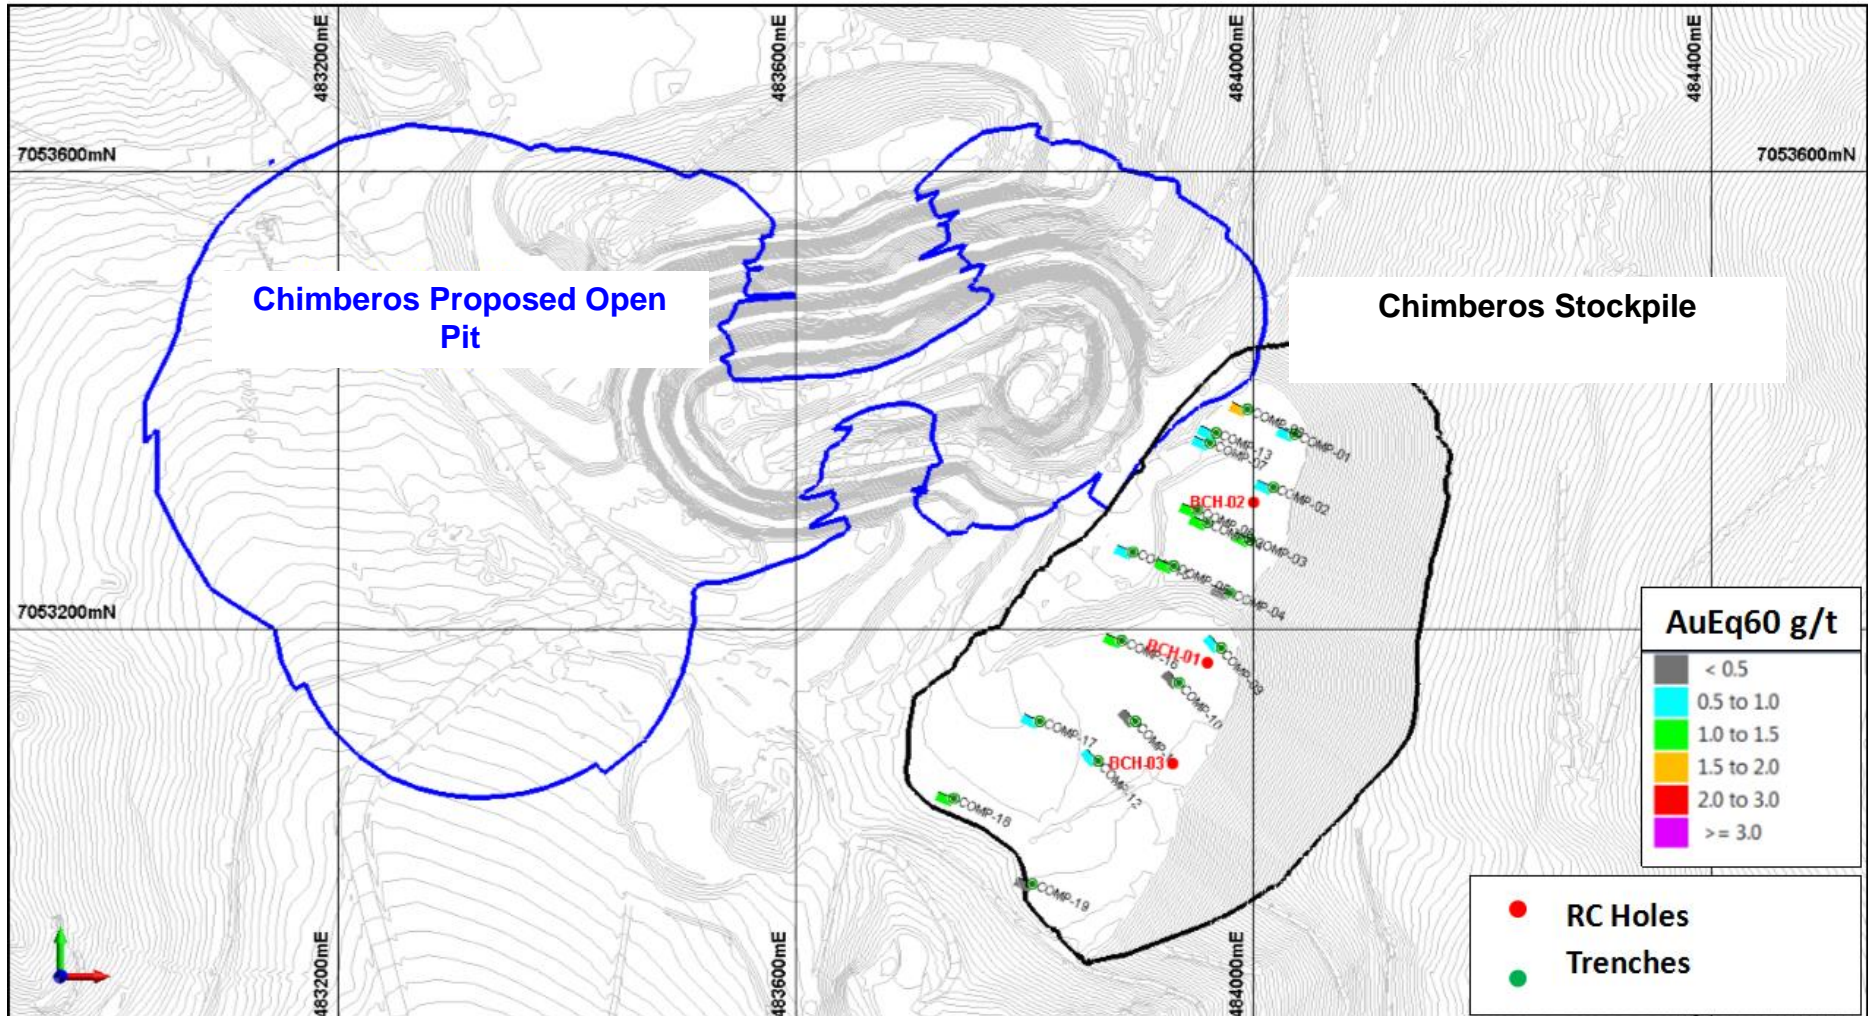 483200mE
483600mE
484000mE
484400mE
7053600mN
7053600mN
Chimberos Proposed Open
Pit
Chimberos Stockpile
COMP-01
COMP-13
COMP-07
COMP-02
BCH-02
COMP-03
COMP-04
7053200mN
COMP-16
BCH-01
COMP-09
COMP-10
COMP-17
BCH-03
COMP-12
COMP-18
COMP-19
AuEq60 g/t
< 0.5
0.5 to 1.0
1.0 to 1.5
1.5 to 2.0
2.0 to 3.0
>= 3.0
RC Holes
Trenches
483200mE
483600mE
484000mE